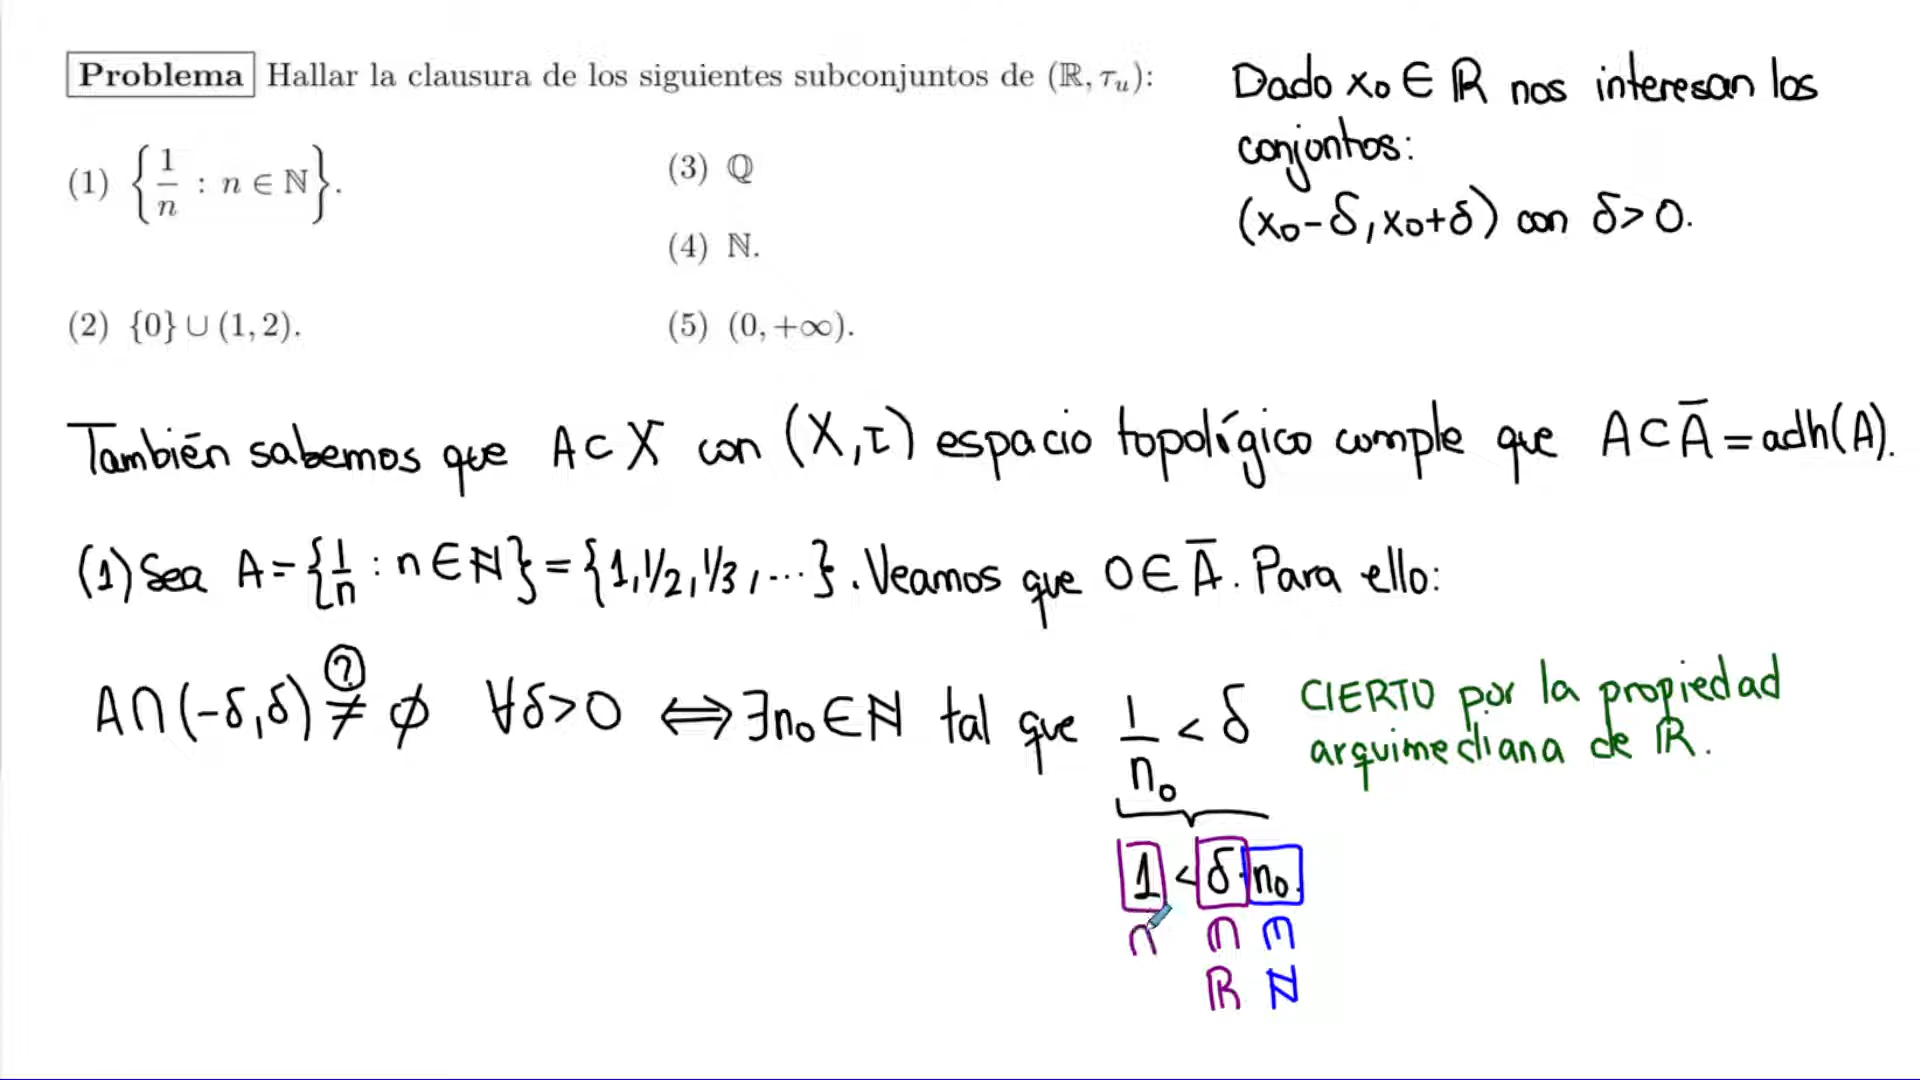 Problema Hallar la clausura de los siguientes subconjuntos de (ℝ, τᵤ):
(1) {1/n : n ∈ ℕ}.
(2) {0} ∪ (1, 2).
(3) ℚ
(4) ℕ.
(5) (0, +∞).
Dado x₀ ∈ ℝ nos interesan los
conjuntos:
(x₀-δ, x₀+δ) con δ>0.
También sabemos que A⊂X con (X,τ) espacio topológico cumple que A⊂Ā=adh(A).
(1) Sea A={1/n : n∈ℕ}={1,1/2,1/3,...}. Veamos que 0∈Ā. Para ello:
A∩(-δ,δ) ≠ ∅ ∀δ>0 ⟺ ∃n₀∈ℕ tal que 1/n₀ < δ
?
CIERTO por la propiedad
arquimediana de ℝ.
1 < δ·n₀.
∩ ∈ ∈
ℝ ℕ